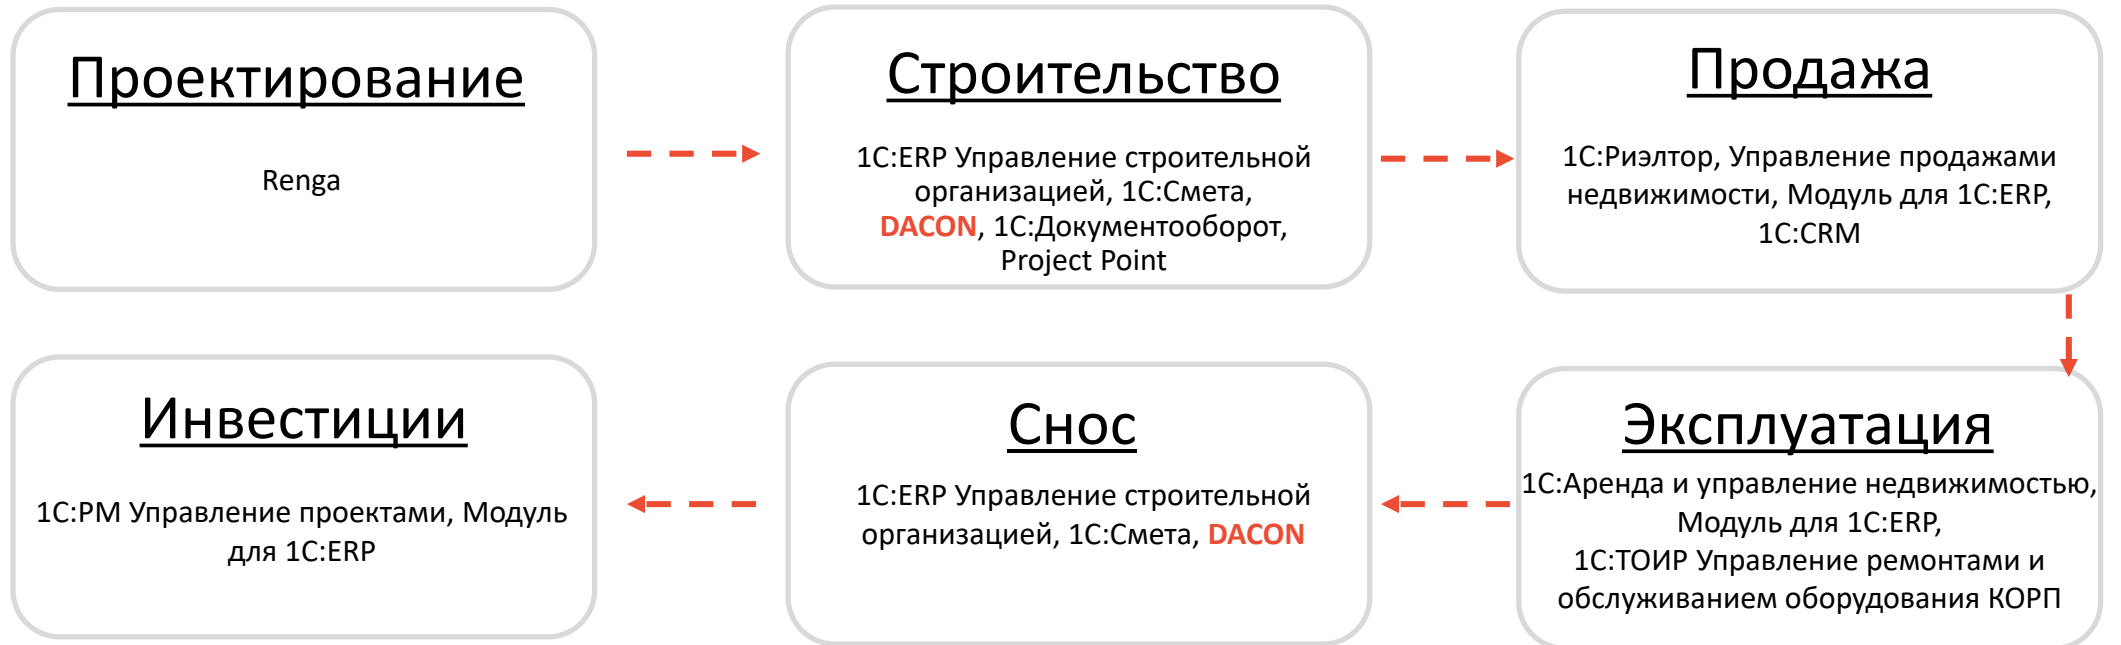 Проектирование
Renga
Строительство
1С:ERP Управление строительной
организацией, 1С:Смета,
DACON, 1С:Документооборот,
Project Point
Продажа
1С:Риэлтор, Управление продажами
недвижимости, Модуль для 1С:ERP,
1С:CRM
Инвестиции
1С:PM Управление проектами, Модуль
для 1С:ERP
Снос
1С:ERP Управление строительной
организацией, 1С:Смета, DACON
Эксплуатация
1С:Аренда и управление недвижимостью,
Модуль для 1С:ERP,
1С:ТОИР Управление ремонтами и
обслуживанием оборудования КОРП